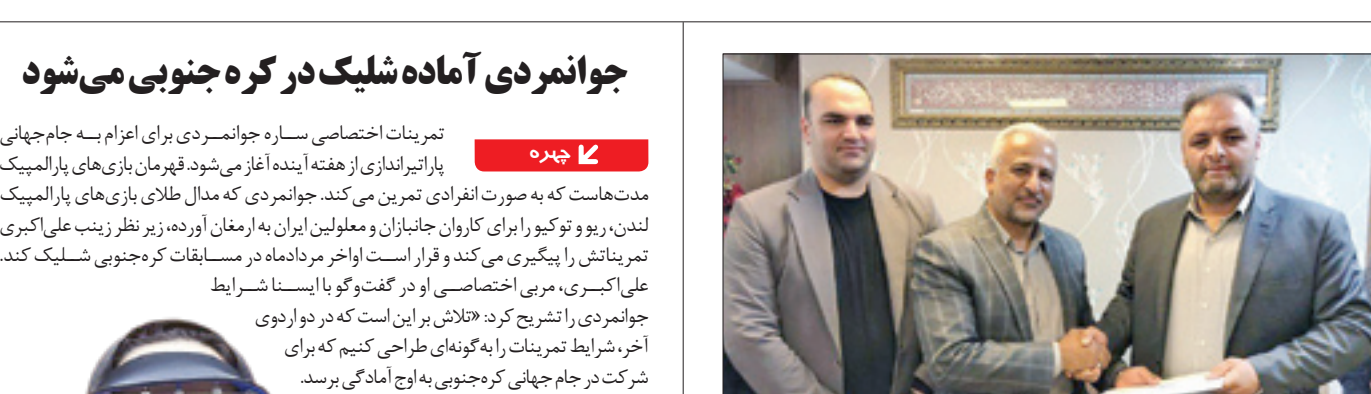 جوانمردی آماده شلیک در کره جنوبی می‌شود
چهره
تمرینات اختصاصی ساره جوانمردی برای اعزام به جام‌جهانی
پاراتیراندازی از هفته آینده آغاز می‌شود. قهرمان بازی‌های پارالمپیک
مدت‌هاست که به صورت انفرادی تمرین می‌کند. جوانمردی که مدال طلای بازی‌های پارالمپیک
لندن، ریو و توکیو را برای کاروان جانبازان و معلولین ایران به ارمغان آورده، زیر نظر زینب علی‌اکبری
تمریناتش را پیگیری می‌کند و قرار است اواخر مردادماه در مسابقات کره‌جنوبی شلیک کند.
علی‌اکبری، مربی اختصاصی او در گفت‌وگو با ایسنا شرایط
جوانمردی را تشریح کرد: «تلاش بر این است که در دو اردوی
آخر، شرایط تمرینات را به‌گونه‌ای طراحی کنیم که برای
شرکت در جام جهانی کره‌جنوبی به اوج آمادگی برسد.